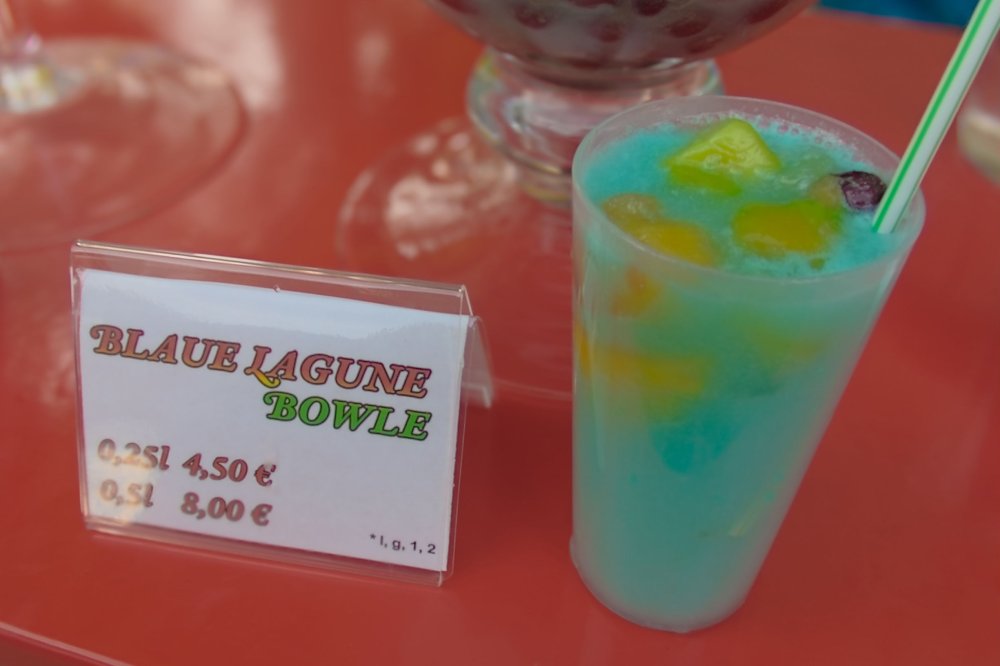 BLAUE LAGUNE
BOWLE
0,25l 4,50 €
0,5l 8,00 €
*l, g, 1, 2